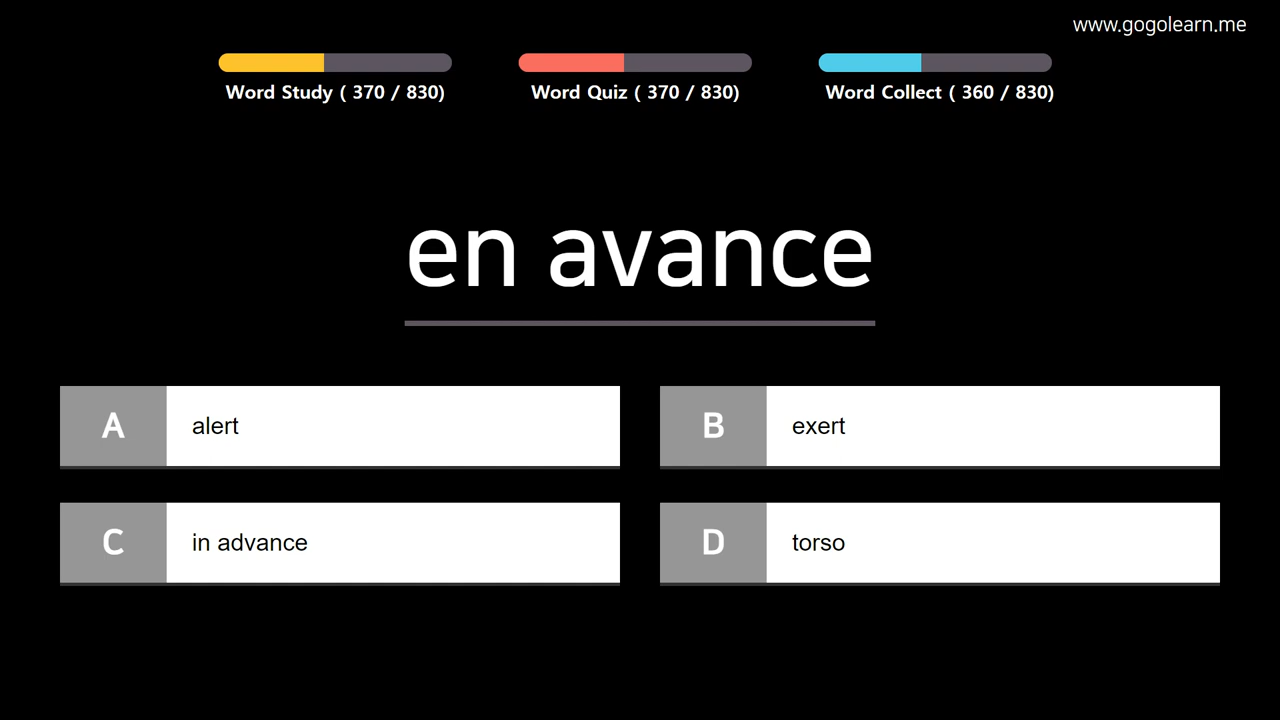 www.gogolearn.me
Word Study ( 370 / 830)
Word Quiz ( 370 / 830)
Word Collect ( 360 / 830)
en avance
A alert
B exert
C in advance
D torso